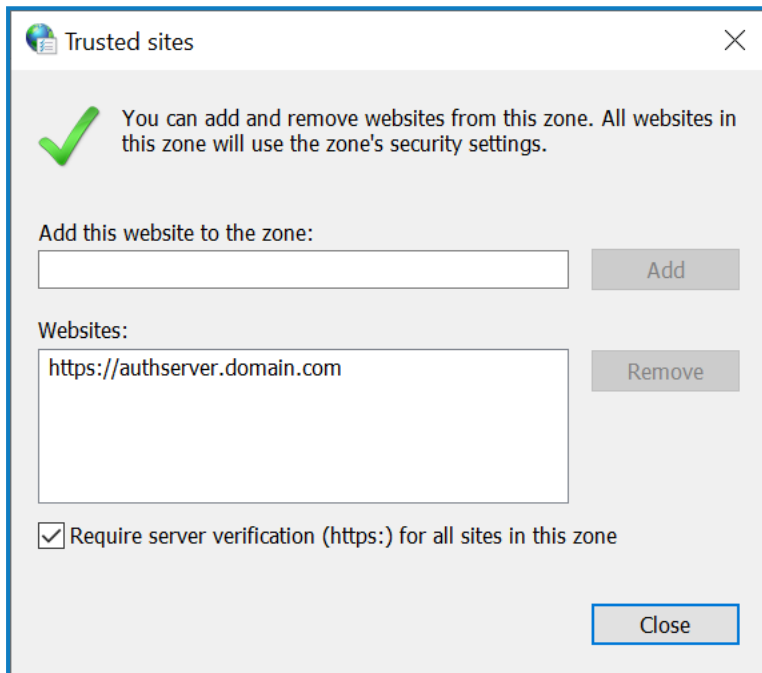 Trusted sites
You can add and remove websites from this zone. All websites in
this zone will use the zone's security settings.
Add this website to the zone:
Add
Websites:
https://authserver.domain.com
Remove
Require server verification (https:) for all sites in this zone
Close